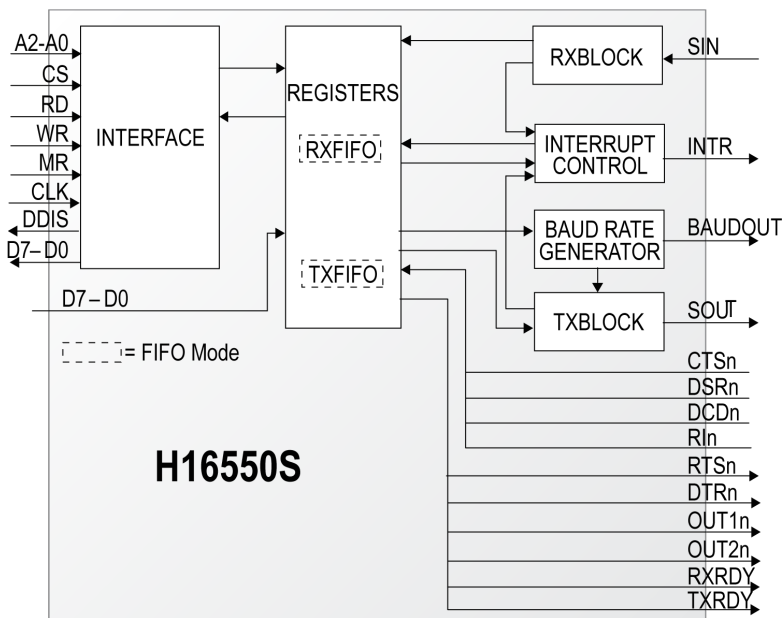 A2-A0
CS
RD
WR
MR
CLK
DDIS
D7–D0
D7–D0
INTERFACE
REGISTERS
RXFIFO
TXFIFO
RXBLOCK
INTERRUPT
CONTROL
BAUD RATE
GENERATOR
TXBLOCK
SIN
INTR
BAUDOUT
SOUT
CTSn
DSRn
DCDn
RIn
RTSn
DTRn
OUT1n
OUT2n
RXRDY
TXRDY
= FIFO Mode
H16550S